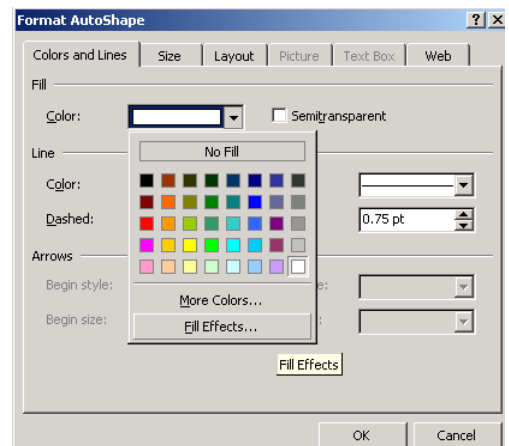 Format AutoShape
Colors and Lines Size Layout Picture Text Box Web
Fill
Color: Semitransparent
No Fill
Line
Color:
Dashed: 0.75 pt
Arrows
Begin style: e:
Begin size: :
More Colors...
Fill Effects...
Fill Effects
OK Cancel